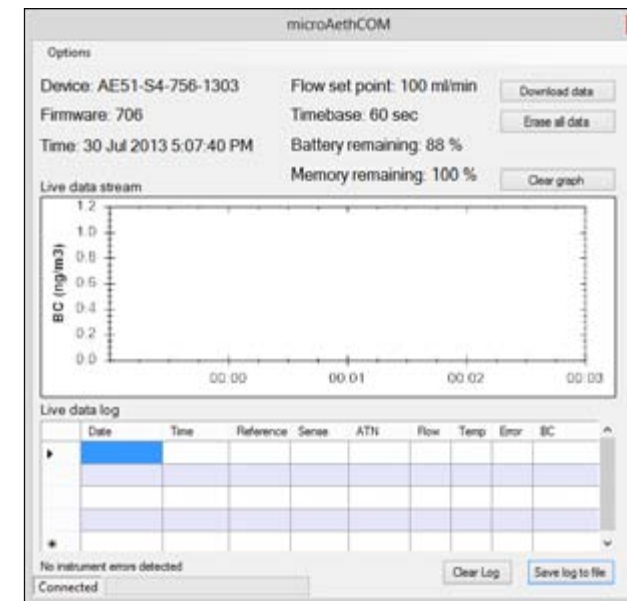 microAethCOM
Options
Device: AE51-S4-756-1303
Firmware: 706
Time: 30 Jul 2013 5:07:40 PM
Flow set point: 100 ml/min
Timebase: 60 sec
Battery remaining: 88 %
Memory remaining: 100 %
Download data
Erase all data
Clear graph
Live data stream
BC (ng/m3)
1.2
1.0
0.8
0.6
0.4
0.2
0.0
00:00 00:01 00:02 00:03
Live data log
Date Time Reference Sense ATN Flow Temp Error BC
No instrument errors detected
Clear Log Save log to file
Connected